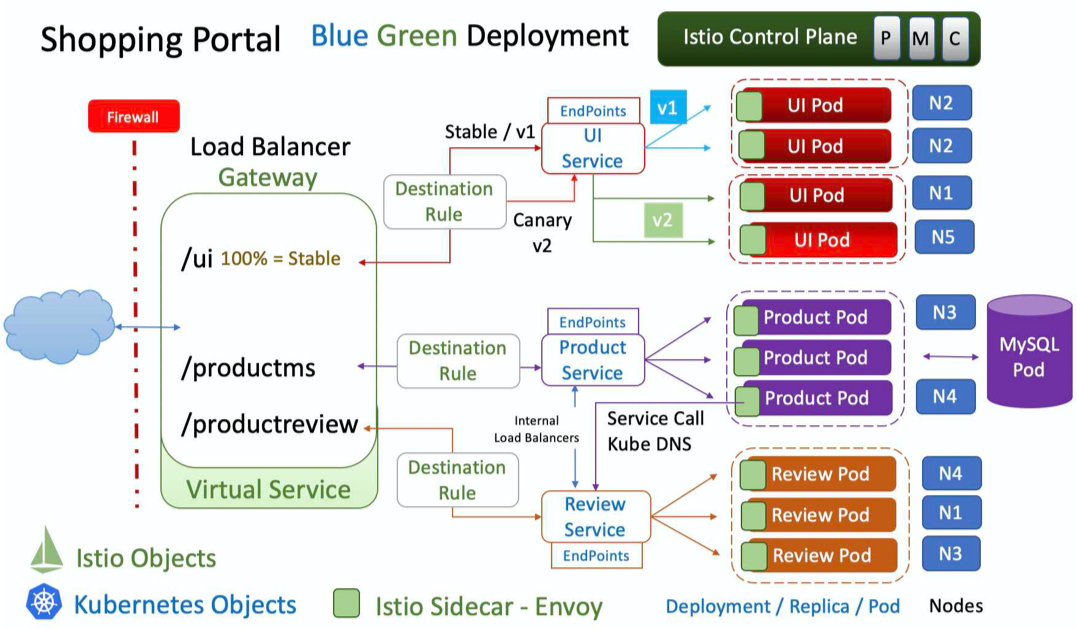 Shopping Portal Blue Green Deployment
Istio Control Plane P M C
Firewall
Load Balancer
Gateway
/ui 100% = Stable
/productms
/productreview
Virtual Service
Stable / v1
Destination
Rule
Canary
v2
EndPoints
UI
Service
v1
v2
UI Pod
N2
UI Pod
N2
UI Pod
N1
UI Pod
N5
Destination
Rule
EndPoints
Product
Service
Product Pod
N3
Product Pod
Product Pod
N4
MySQL
Pod
Internal
Load Balancers
Service Call
Kube DNS
Destination
Rule
Review
Service
EndPoints
Review Pod
N4
Review Pod
N1
Review Pod
N3
Istio Objects
Kubernetes Objects
Istio Sidecar - Envoy
Deployment / Replica / Pod
Nodes